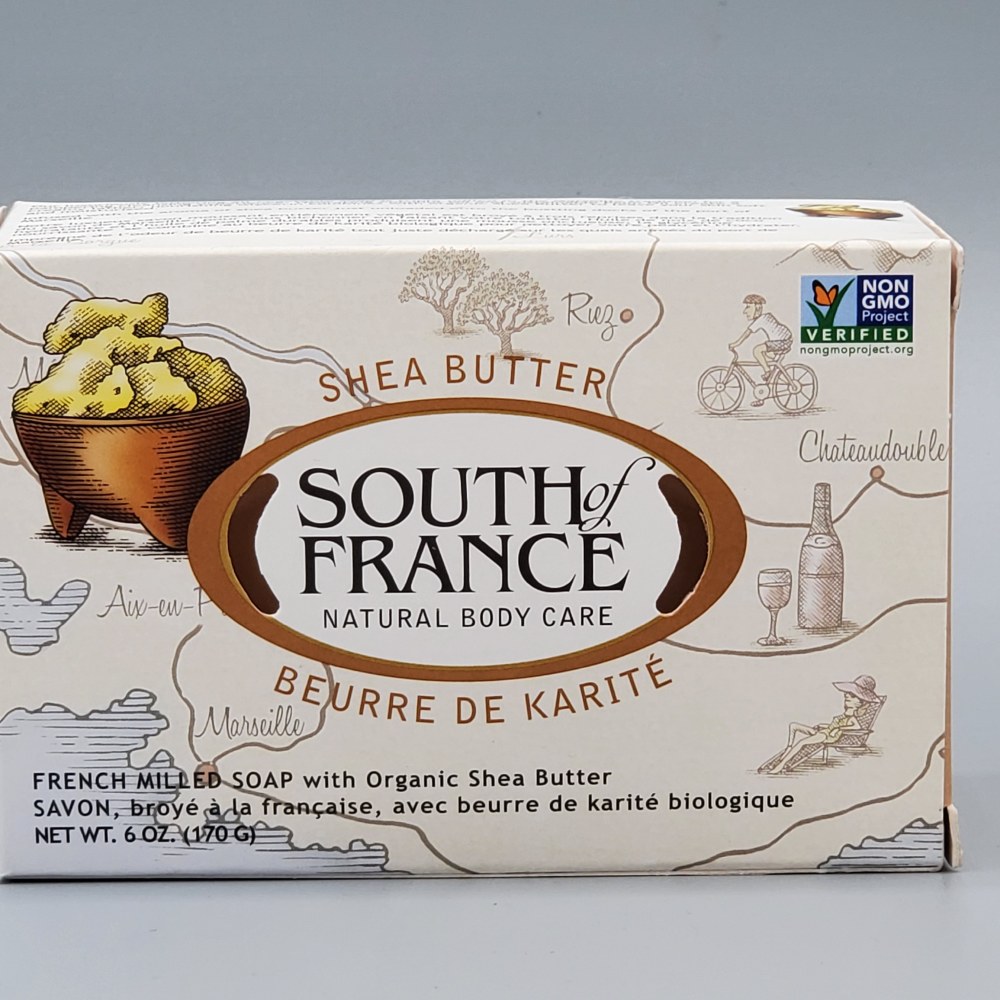 Riez
SHEA BUTTER
NON
GMO
Project
VERIFIED
nongmoproject.org
Chateaudouble
SOUTH of
FRANCE
NATURAL BODY CARE
Aix-en-P
BEURRE DE KARITÉ
Marseille
FRENCH MILLED SOAP with Organic Shea Butter
SAVON, broyé à la française, avec beurre de karité biologique
NET WT. 6 OZ. (170 G)